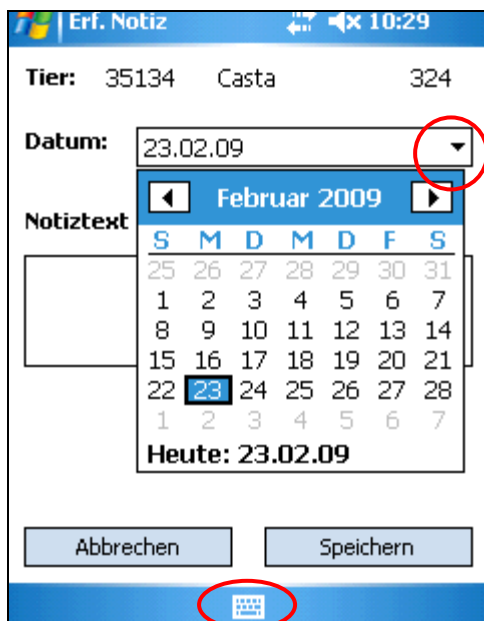 Erf. Notiz 10:29
Tier: 35134 Casta 324
Datum: 23.02.09
Februar 2009
Notiztext
S M D M D F S
25 26 27 28 29 30 31
1 2 3 4 5 6 7
8 9 10 11 12 13 14
15 16 17 18 19 20 21
22 23 24 25 26 27 28
1 2 3 4 5 6 7
Heute: 23.02.09
Abbrechen Speichern